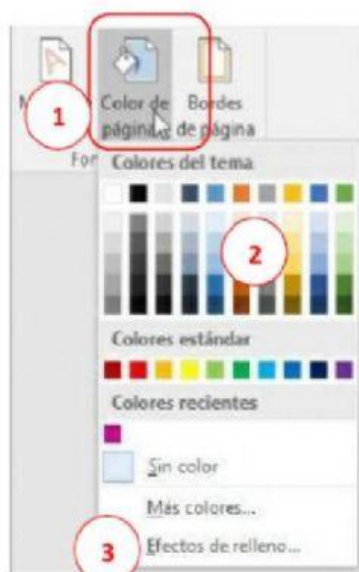 1
Color de Bordes
página de página
Colores del tema
2
Colores estándar
Colores recientes
Sin color
Más colores...
3
Efectos de relleno...